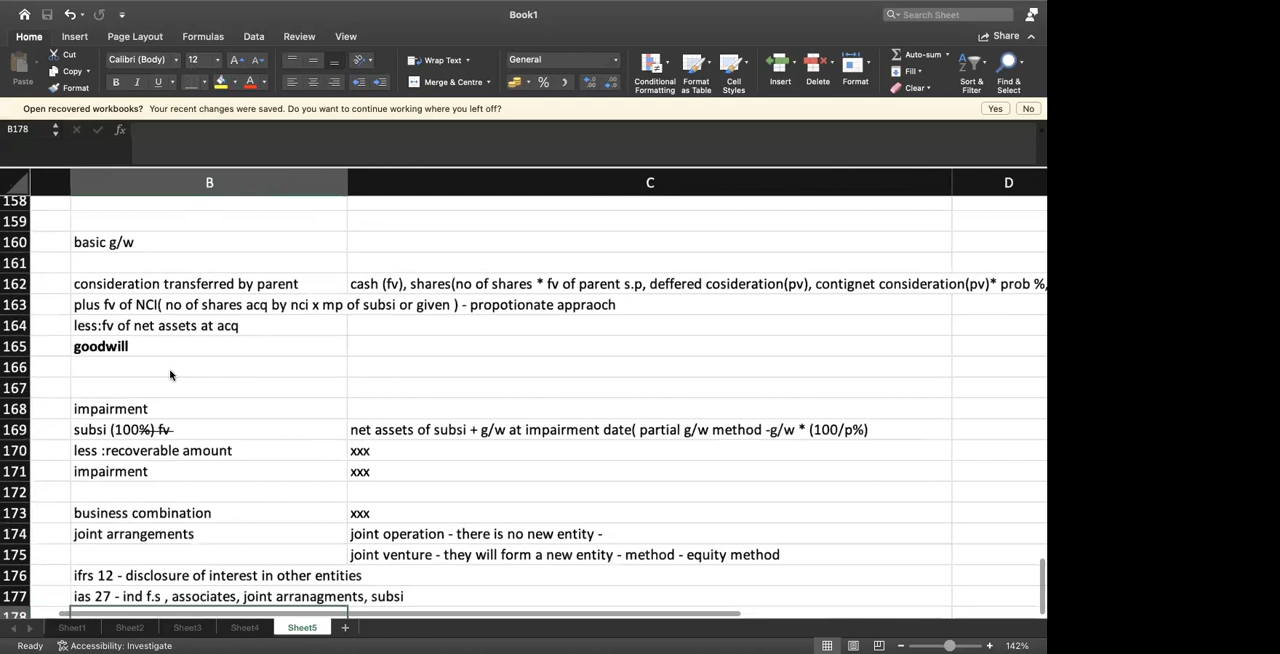 Book1
Search Sheet
Home Insert Page Layout Formulas Data Review View
Share
Paste
Cut
Copy
Format
Calibri (Body) 12
B I U
Wrap Text
Merge & Centre
General
Conditional Formatting
Format as Table
Cell Styles
Insert
Delete
Format
Auto-sum
Fill
Clear
Sort & Filter
Find & Select
Open recovered workbooks? Your recent changes were saved. Do you want to continue working where you left off? Yes No
B178 fx
B C D
158
159
160 basic g/w
161
162 consideration transferred by parent cash (fv), shares(no of shares * fv of parent s.p, deffered cosideration(pv), contignet consideration(pv)* prob %,
163 plus fv of NCI( no of shares acq by nci x mp of subsi or given ) - propotionate appraoch
164 less:fv of net assets at acq
165 goodwill
166
167
168 impairment
169 subsi (100%) fv net assets of subsi + g/w at impairment date( partial g/w method -g/w * (100/p%)
170 less :recoverable amount xxx
171 impairment xxx
172
173 business combination xxx
174 joint arrangements joint operation - there is no new entity -
175 joint venture - they will form a new entity - method - equity method
176 ifrs 12 - disclosure of interest in other entities
177 ias 27 - ind f.s , associates, joint arranagments, subsi
178
Sheet1 Sheet2 Sheet3 Sheet4 Sheet5 +
Ready Accessibility: Investigate 142%